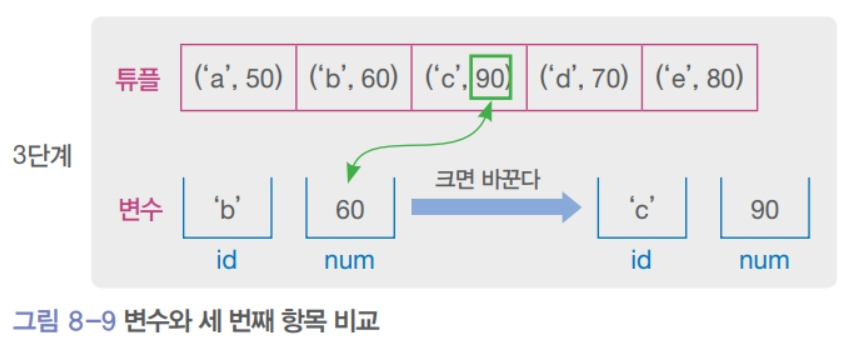 튜플 (‘a’, 50) (‘b’, 60) (‘c’, 90) (‘d’, 70) (‘e’, 80)
3단계
크면 바꾼다
변수 ‘b’ 60 ‘c’ 90
id num id num
그림 8-9 변수와 세 번째 항목 비교